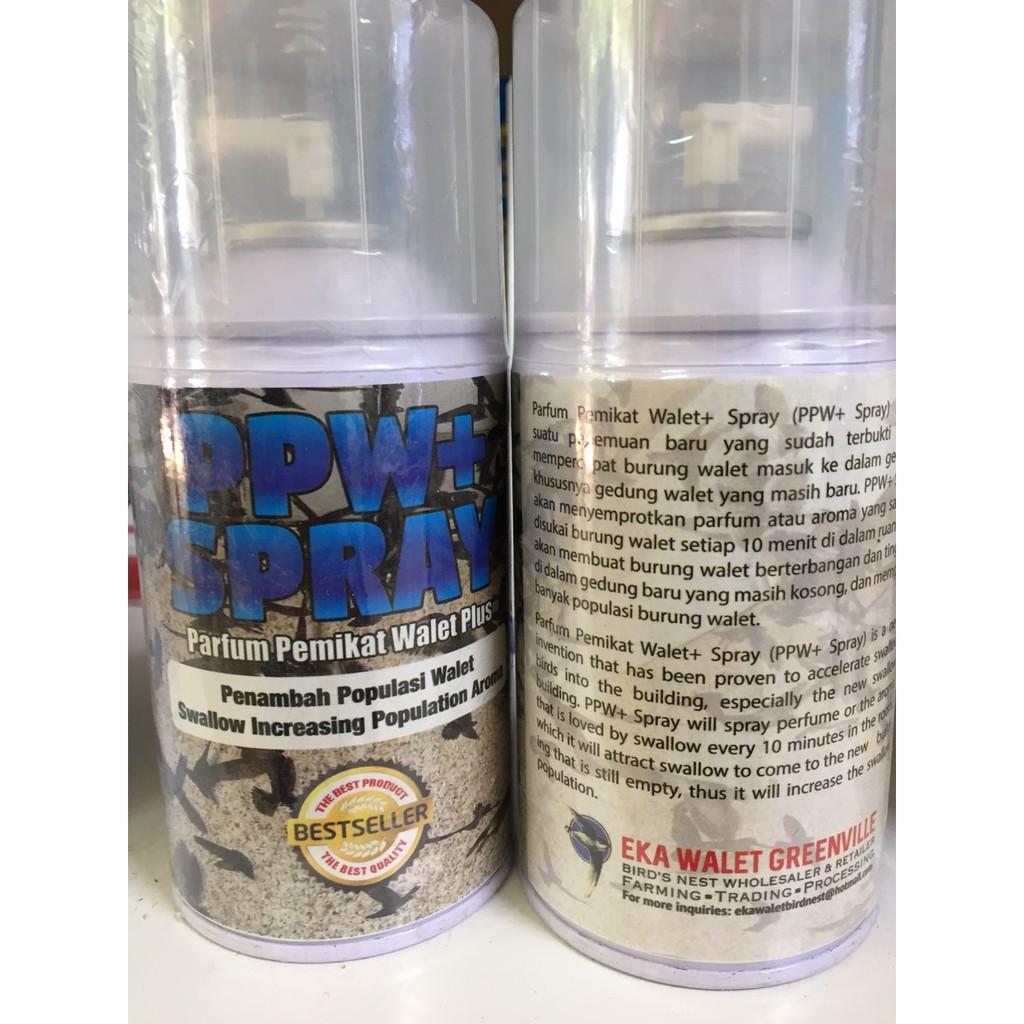 PPW+
SPRAY
Parfum Pemikat Walet Plus
Penambah Populasi Walet
Swallow Increasing Population Aroma
THE BEST PRODUCT
BESTSELLER
THE BEST QUALITY
Parfum Pemikat Walet+ Spray (PPW+ Spray)
suatu penemuan baru yang sudah terbukti
mempercepat burung walet masuk ke dalam
khususnya gedung walet yang masih baru. PPW+
akan menyemprotkan parfum atau aroma yang
disukai burung walet setiap 10 menit di dalam
akan membuat burung walet berterbangan dan
di dalam gedung baru yang masih kosong, dan
banyak populasi burung walet.
Parfum Pemikat Walet+ Spray (PPW+ Spray) is a
invention that has been proven to accelerate
birds into the building, especially the new
building. PPW+ Spray will spray perfume or the
that is loved by swallow every 10 minutes in the
which it will attract swallow to come to the new
ing that is still empty, thus it will increase the
population.
EKA WALET GREENVILLE
BIRD'S NEST WHOLESALER & RETAILER
FARMING ▪ TRADING ▪ PROCESSING
For more inquiries: ekawaletbirdnest@hotmail.com